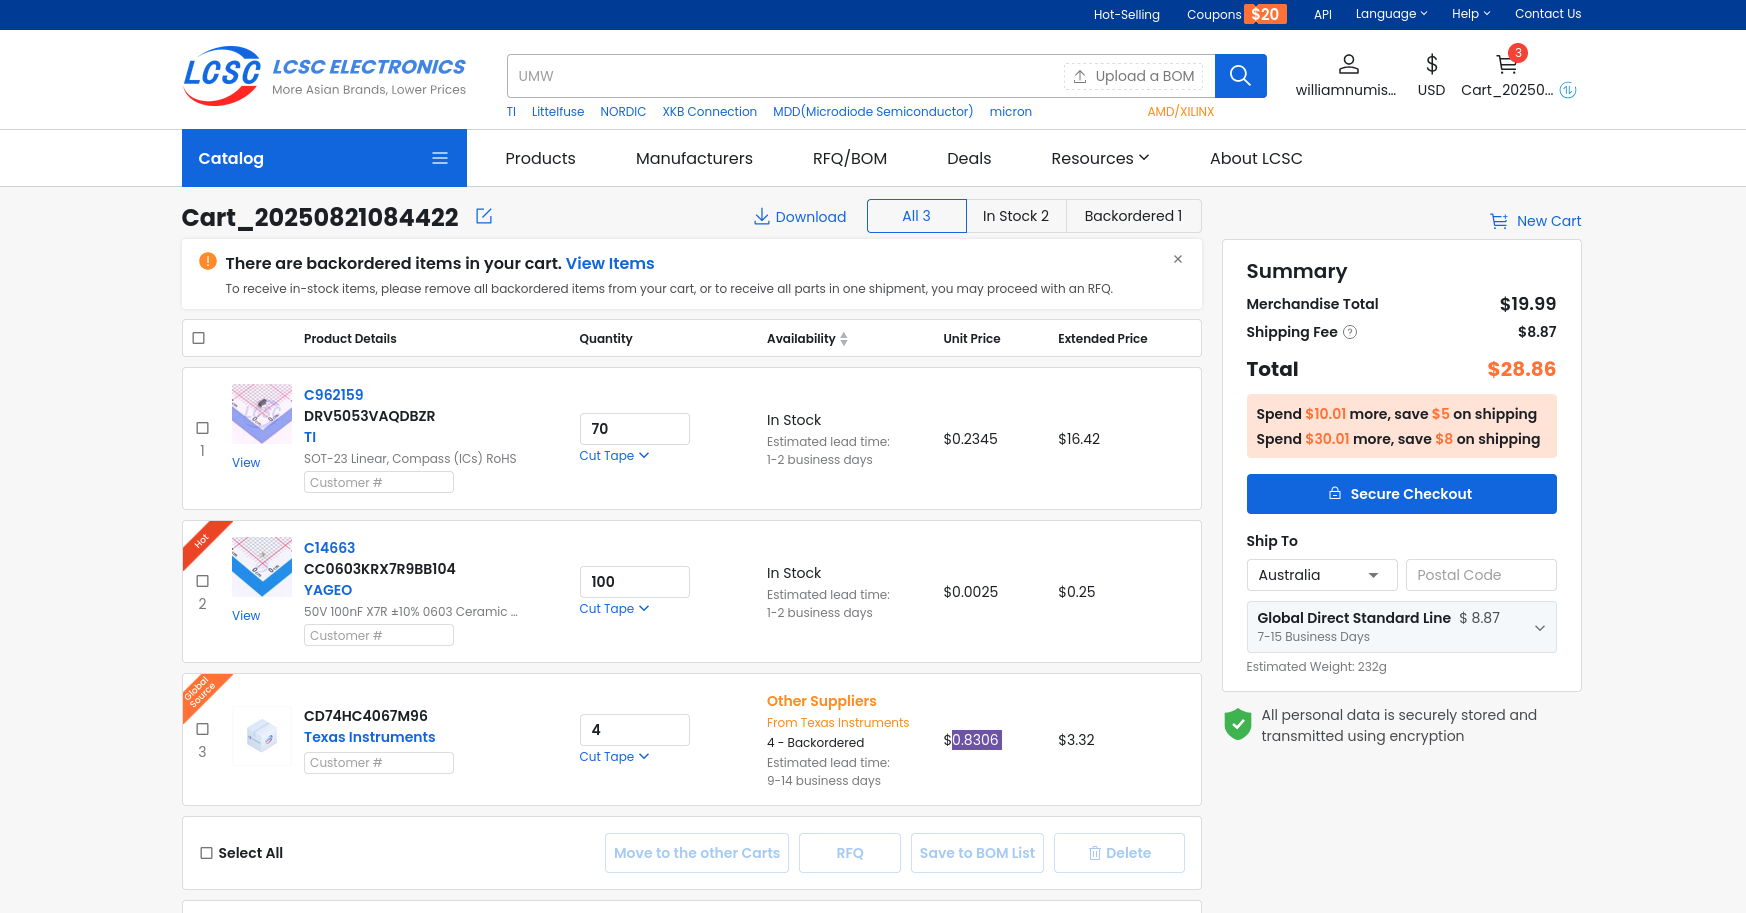 Hot-Selling
Coupons $20
API
Language
Help
Contact Us
LCSC
LCSC ELECTRONICS
More Asian Brands, Lower Prices
UMW
Upload a BOM
TI
Littelfuse
NORDIC
XKB Connection
MDD(Microdiode Semiconductor)
micron
AMD/XILINX
williamnumis...
$
USD
3
Cart_20250...
Catalog
Products
Manufacturers
RFQ/BOM
Deals
Resources
About LCSC
Cart_20250821084422
Download
All 3
In Stock 2
Backordered 1
New Cart
There are backordered items in your cart. View Items
To receive in-stock items, please remove all backordered items from your cart, or to receive all parts in one shipment, you may proceed with an RFQ.
Product Details
Quantity
Availability
Unit Price
Extended Price
1
View
C962159
DRV5053VAQDBZR
TI
SOT-23 Linear, Compass (ICs) RoHS
Customer #
70
Cut Tape
In Stock
Estimated lead time:
1-2 business days
$0.2345
$16.42
Hot
2
View
C14663
CC0603KRX7R9BB104
YAGEO
50V 100nF X7R ±10% 0603 Ceramic ...
Customer #
100
Cut Tape
In Stock
Estimated lead time:
1-2 business days
$0.0025
$0.25
Global
Source
3
CD74HC4067M96
Texas Instruments
Customer #
4
Cut Tape
Other Suppliers
From Texas Instruments
4 - Backordered
Estimated lead time:
9-14 business days
$0.8306
$3.32
Select All
Move to the other Carts
RFQ
Save to BOM List
Delete
Summary
Merchandise Total $19.99
Shipping Fee $8.87
Total $28.86
Spend $10.01 more, save $5 on shipping
Spend $30.01 more, save $8 on shipping
Secure Checkout
Ship To
Australia
Postal Code
Global Direct Standard Line $ 8.87
7-15 Business Days
Estimated Weight: 232g
All personal data is securely stored and
transmitted using encryption